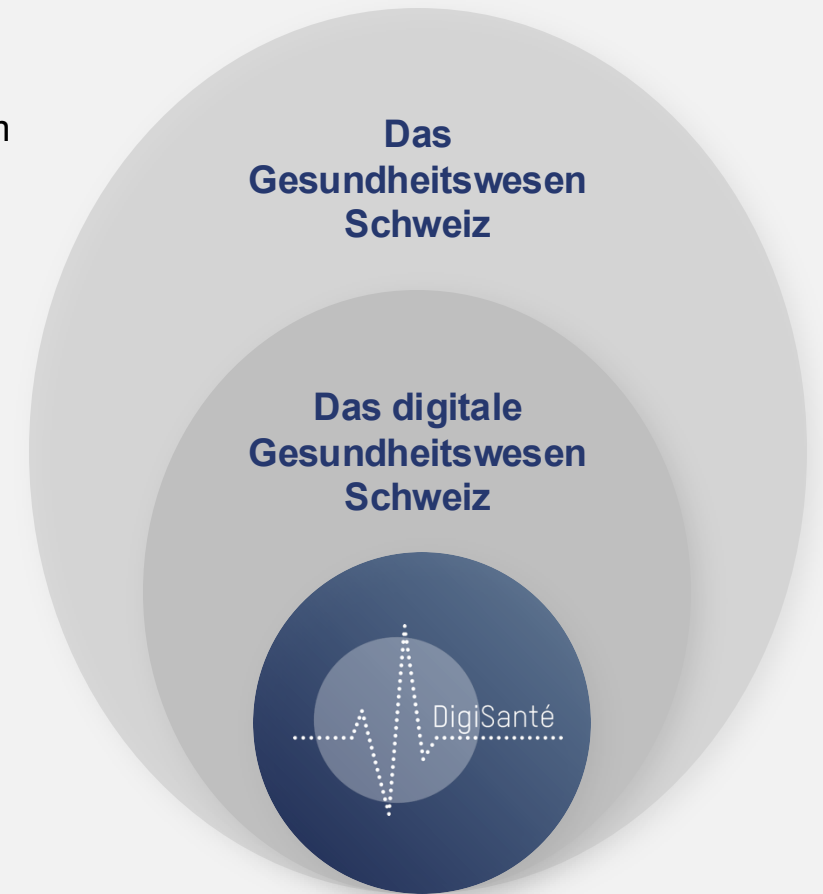 Das
Gesundheitswesen
Schweiz
Das digitale
Gesundheitswesen
Schweiz
DigiSanté